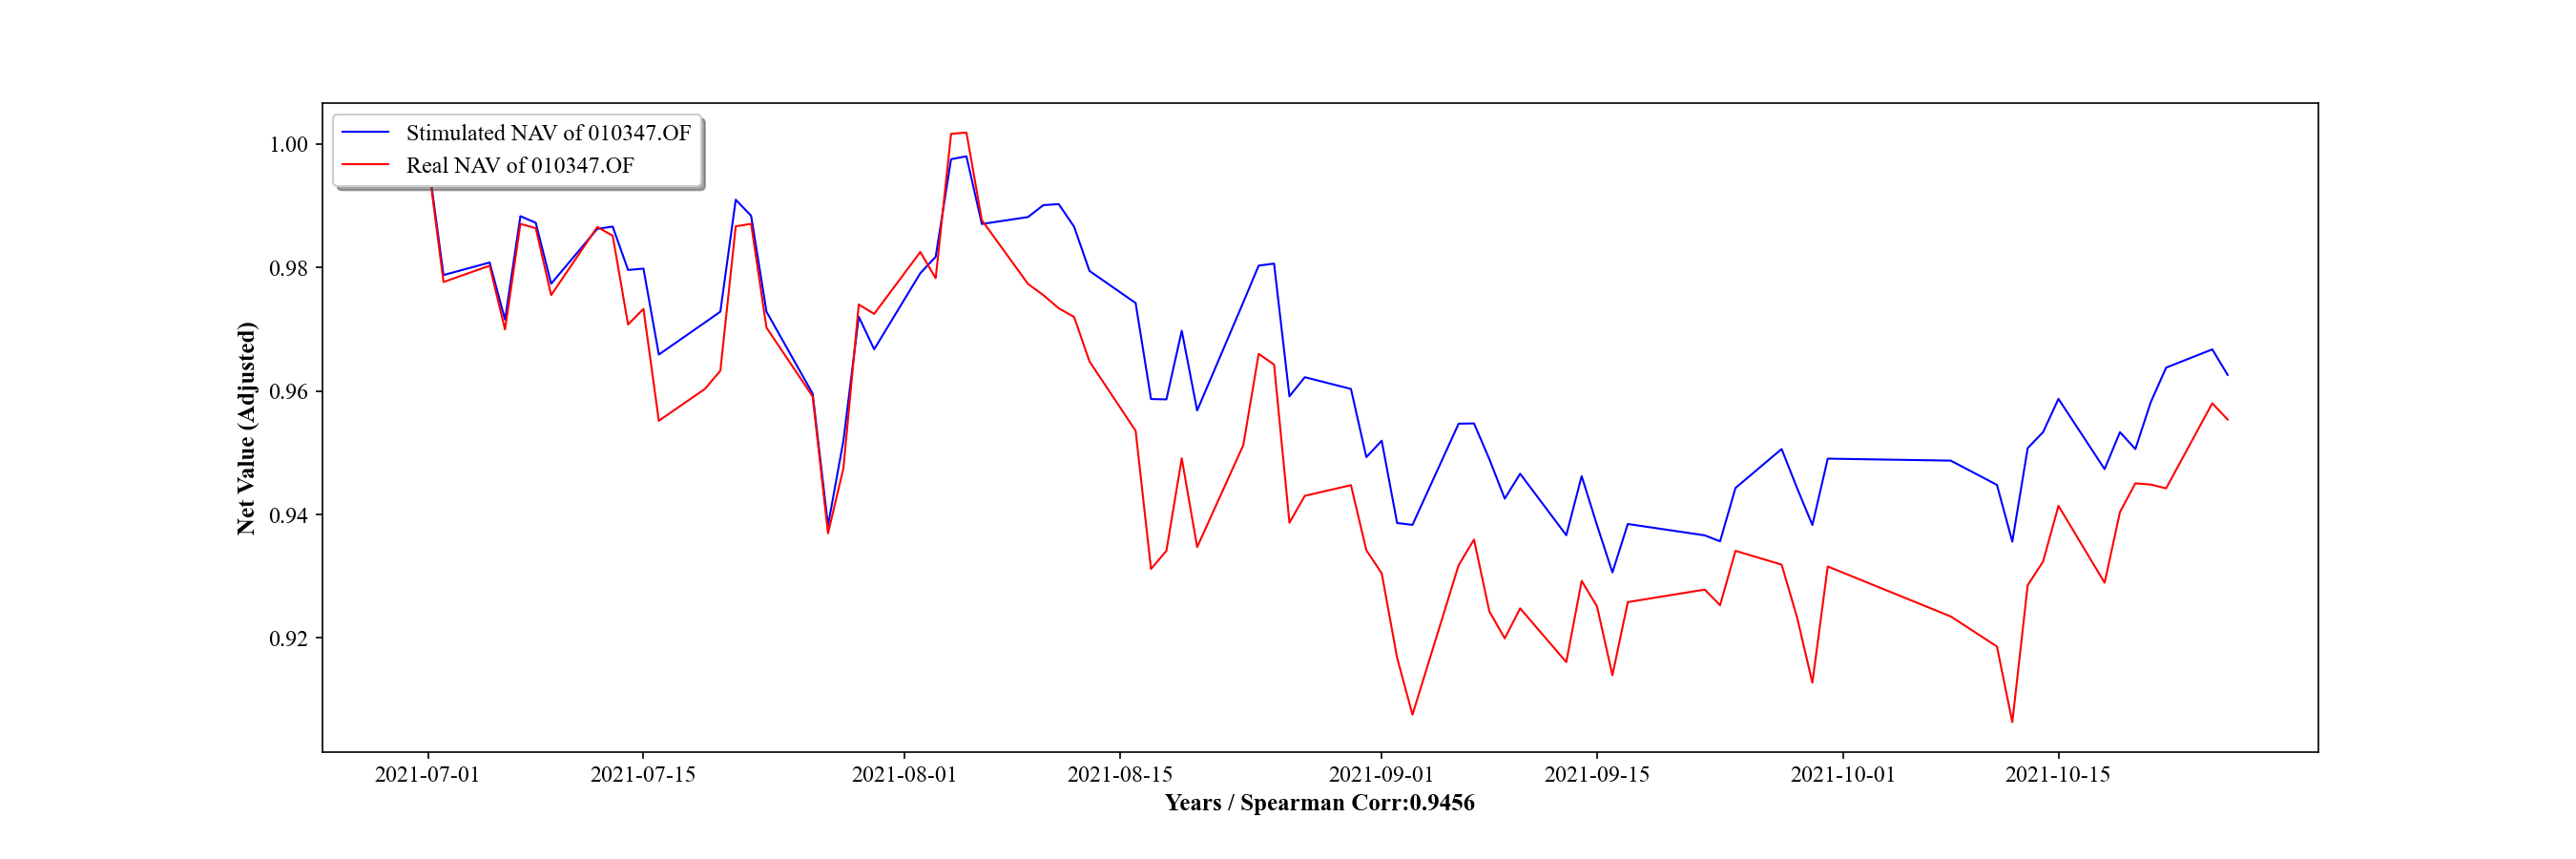 Stimulated NAV of 010347.OF
Real NAV of 010347.OF
1.00
0.98
0.96
0.94
0.92
Net Value (Adjusted)
2021-07-01 2021-07-15 2021-08-01 2021-08-15 2021-09-01 2021-09-15 2021-10-01 2021-10-15
Years / Spearman Corr:0.9456